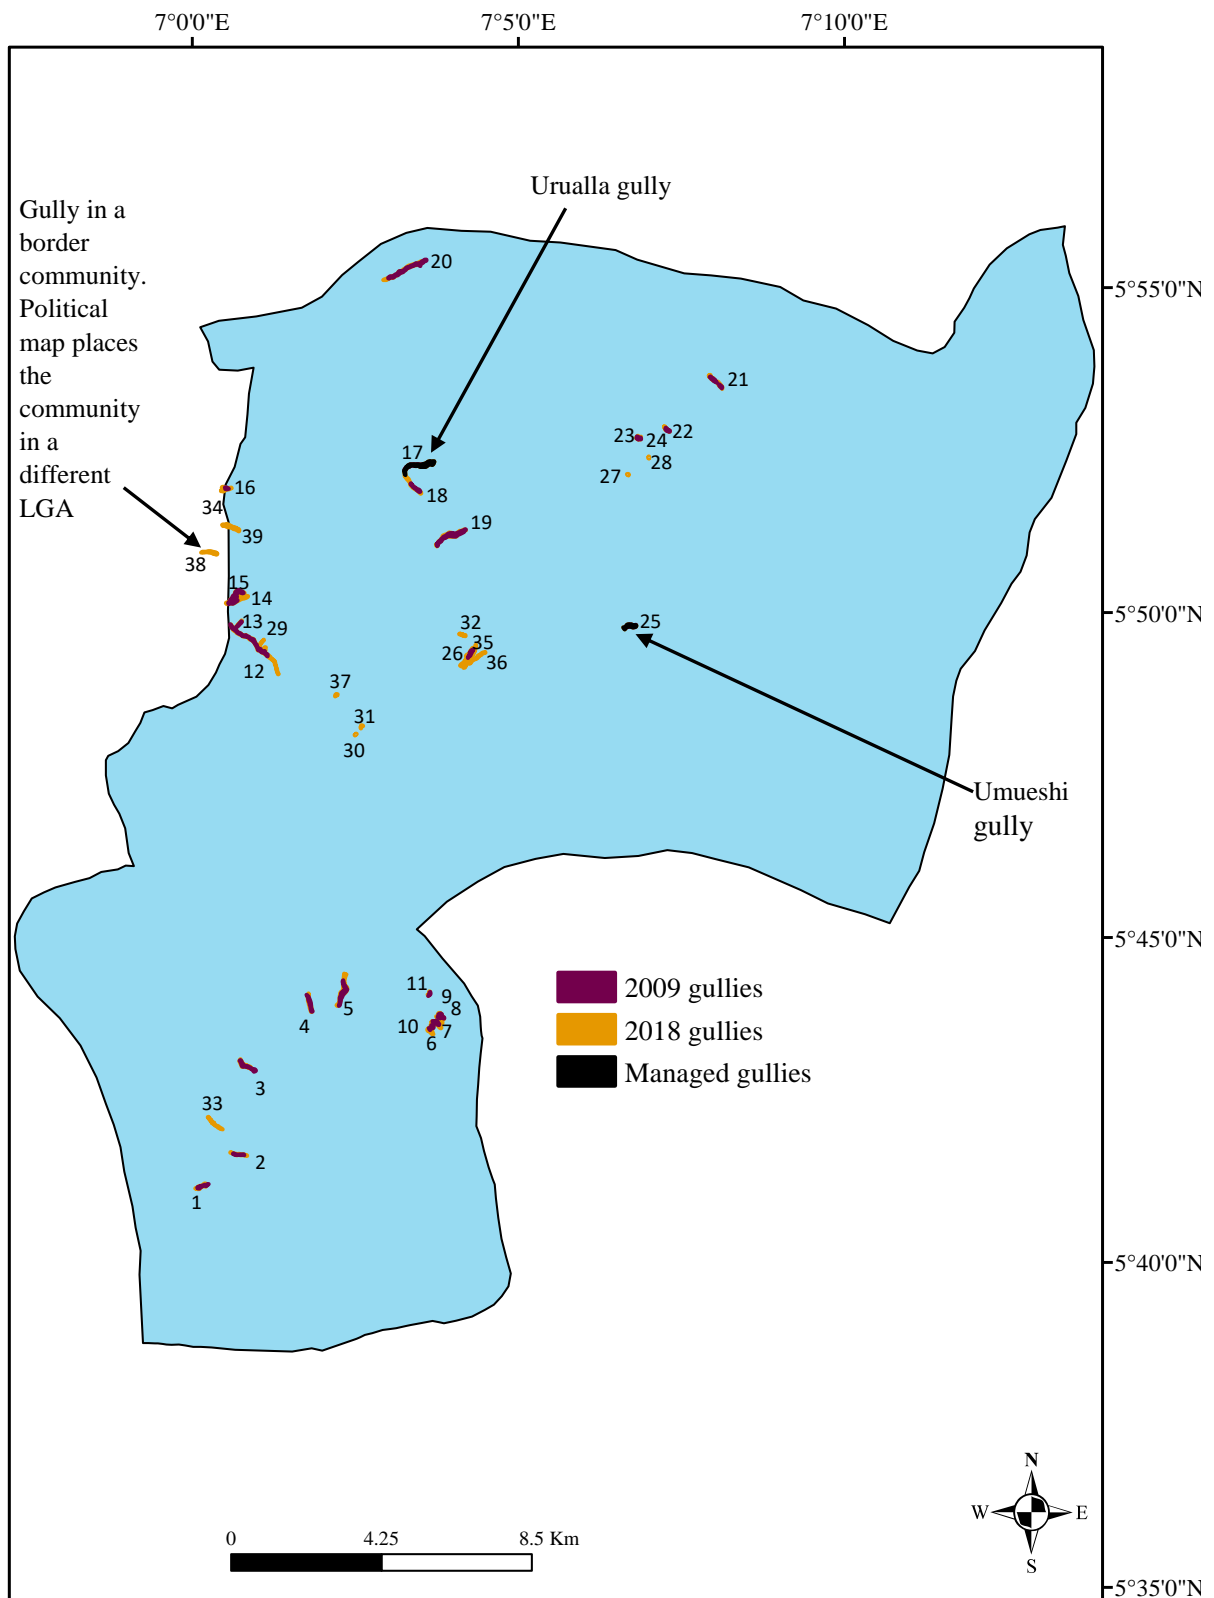 7°0'0"E
7°5'0"E
7°10'0"E
Urualla gully
Gully in a
border
community.
Political
map places
the
community
in a
different
LGA
20
5°55'0"N
21
17
23
24
22
28
27
18
16
34
19
39
38
15
14
5°50'0"N
13
29
32
25
35
26
36
12
37
31
30
Umueshi
gully
5°45'0"N
11
9
8
10
7
6
5
4
2009 gullies
2018 gullies
Managed gullies
3
33
2
1
5°40'0"N
N
W
E
S
0
4.25
8.5 Km
5°35'0"N